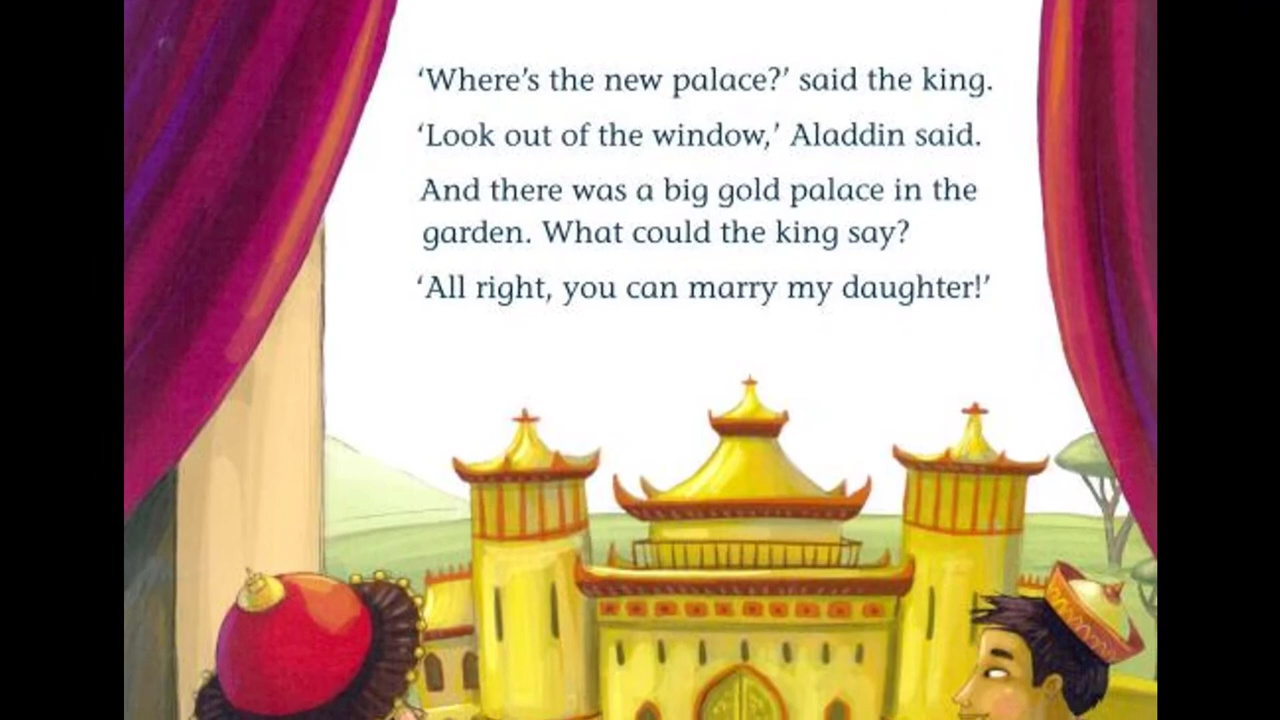 ‘Where’s the new palace?’ said the king.
‘Look out of the window,’ Aladdin said.
And there was a big gold palace in the
garden. What could the king say?
‘All right, you can marry my daughter!’